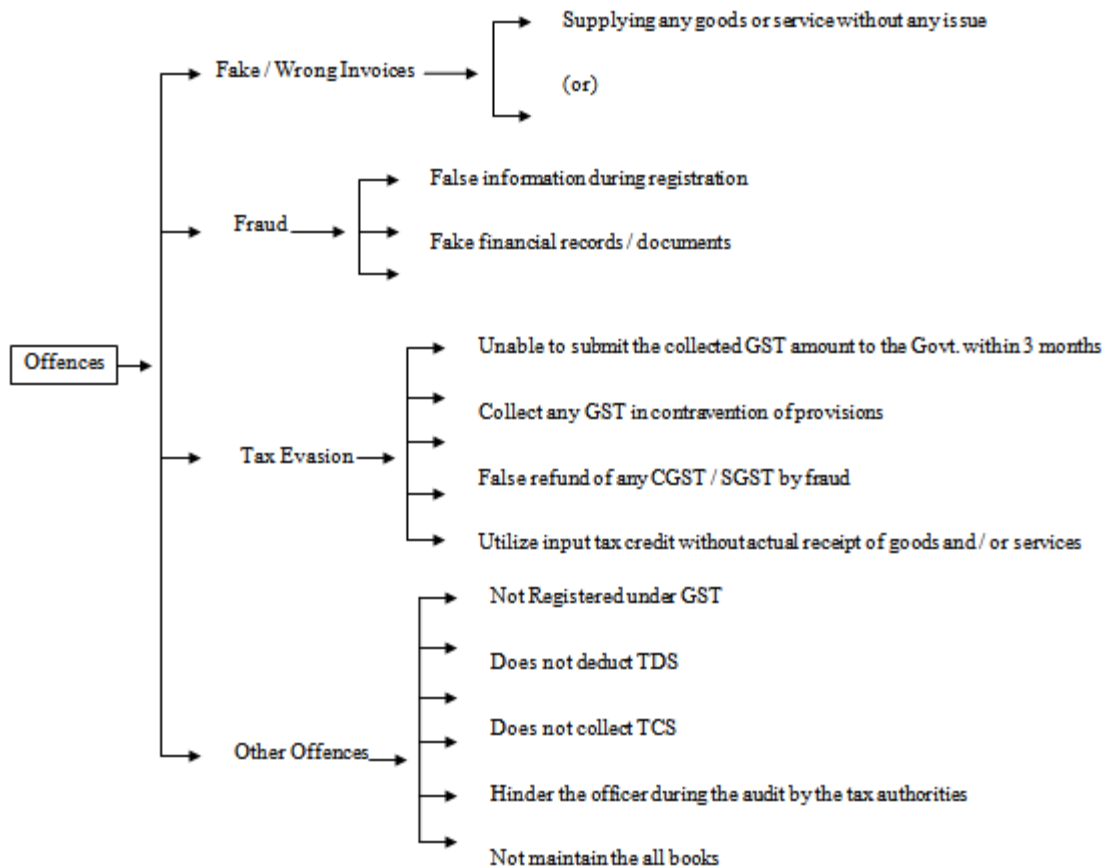 Supplying any goods or service without any issue
Fake / Wrong Invoices
(or)
False information during registration
Fraud
Fake financial records / documents
Offences
Unable to submit the collected GST amount to the Govt. within 3 months
Collect any GST in contravention of provisions
Tax Evasion
False refund of any CGST / SGST by fraud
Utilize input tax credit without actual receipt of goods and / or services
Not Registered under GST
Does not deduct TDS
Does not collect TCS
Other Offences
Hinder the officer during the audit by the tax authorities
Not maintain the all books